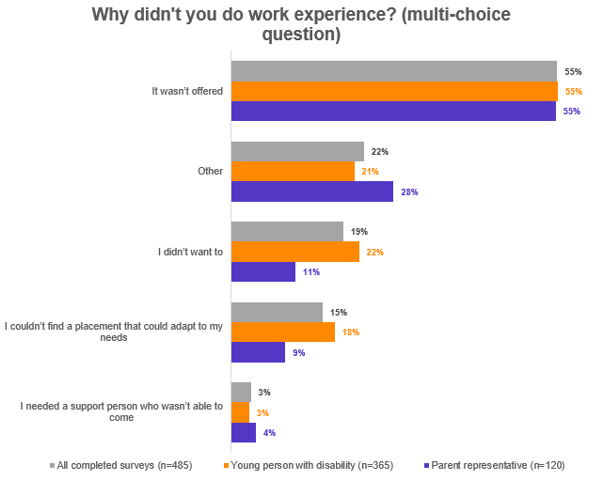 Why didn't you do work experience? (multi-choice
question)
It wasn't offered
55%
55%
55%
Other
22%
21%
28%
I didn't want to
19%
22%
11%
I couldn't find a placement that could adapt to my
needs
15%
18%
9%
I needed a support person who wasn't able to
come
3%
3%
4%
All completed surveys (n=485)
Young person with disability (n=365)
Parent representative (n=120)